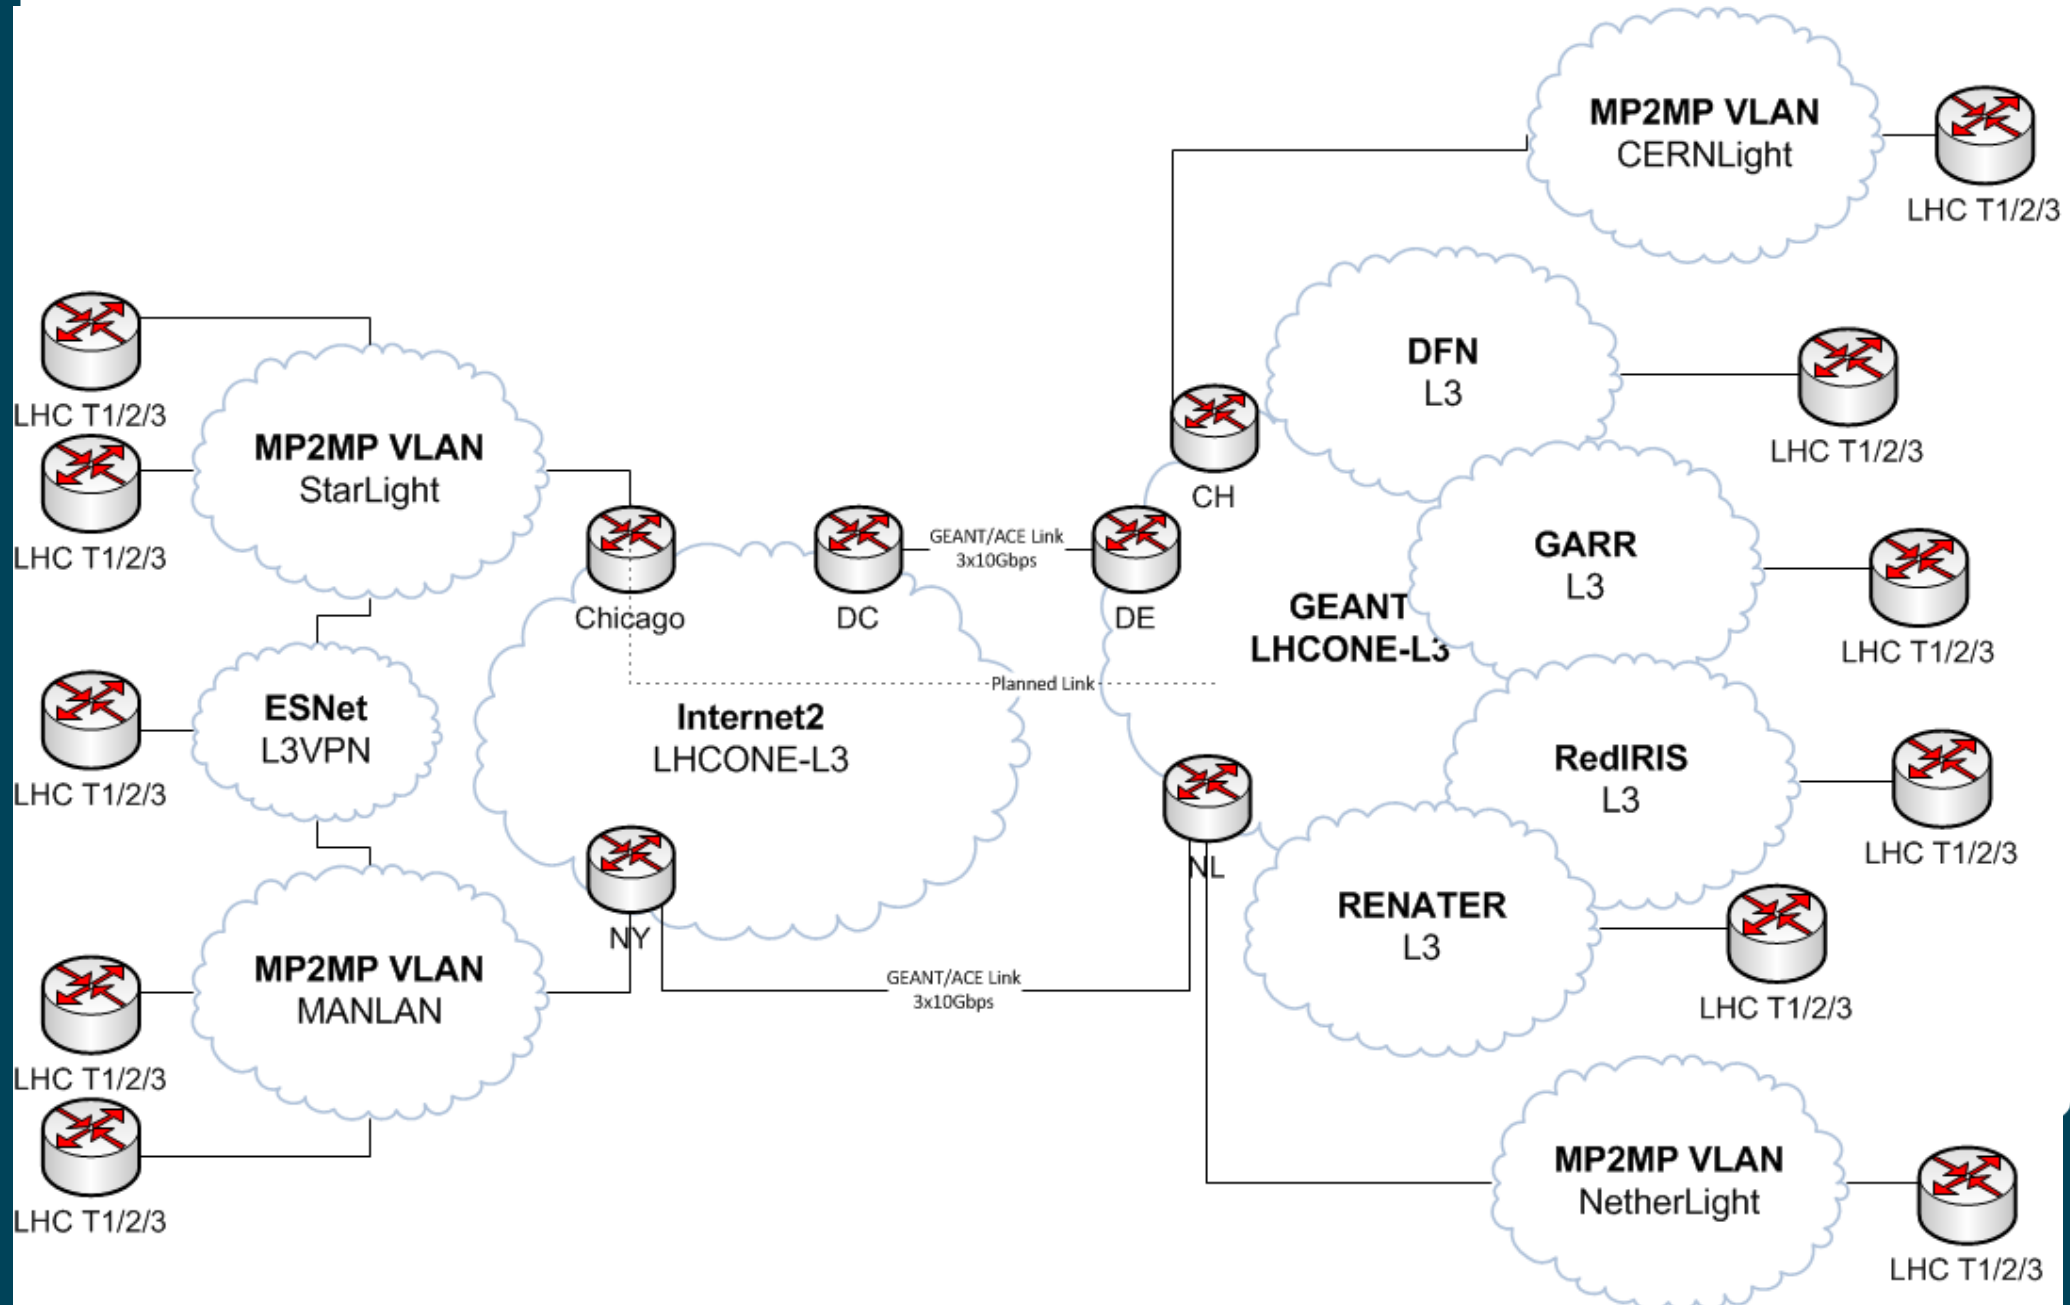 MP2MP VLAN
CERNLight
LHC T1/2/3
DFN
L3
LHC T1/2/3
LHC T1/2/3
MP2MP VLAN
StarLight
LHC T1/2/3
CH
GARR
L3
LHC T1/2/3
Chicago
DC
GEANT/ACE Link
3x10Gbps
DE
GEANT
LHCONE-L3
Planned Link
ESNet
L3VPN
LHC T1/2/3
Internet2
LHCONE-L3
RedIRIS
L3
LHC T1/2/3
NL
RENATER
L3
LHC T1/2/3
NY
GEANT/ACE Link
3x10Gbps
MP2MP VLAN
MANLAN
LHC T1/2/3
LHC T1/2/3
MP2MP VLAN
NetherLight
LHC T1/2/3